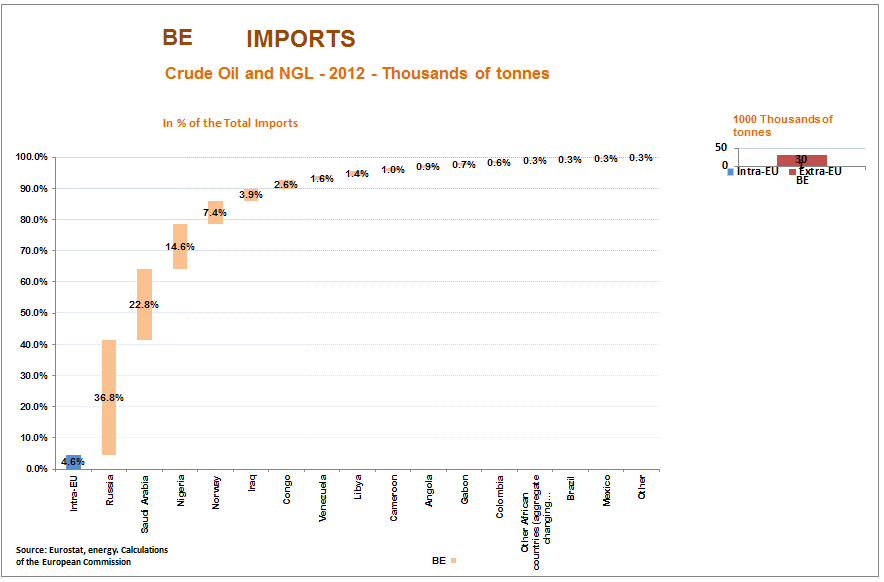 BE IMPORTS
Crude Oil and NGL - 2012 - Thousands of tonnes
In % of the Total Imports
1000 Thousands of
tonnes
50
30
0
1
Intra-EU Extra-EU
BE
100.0%
90.0%
80.0%
70.0%
60.0%
50.0%
40.0%
30.0%
20.0%
10.0%
0.0%
4.6%
36.8%
22.8%
14.6%
7.4%
3.9%
2.6%
1.6%
1.4%
1.0%
0.9%
0.7%
0.6%
0.3%
0.3%
0.3%
0.3%
Intra-EU
Russia
Saudi Arabia
Nigeria
Norway
Iraq
Congo
Venezuela
Libya
Cameroon
Angola
Gabon
Colombia
Other African
countries (aggregate
changing...
Brazil
Mexico
Other
BE
Source: Eurostat, energy. Calculations
of the European Commission